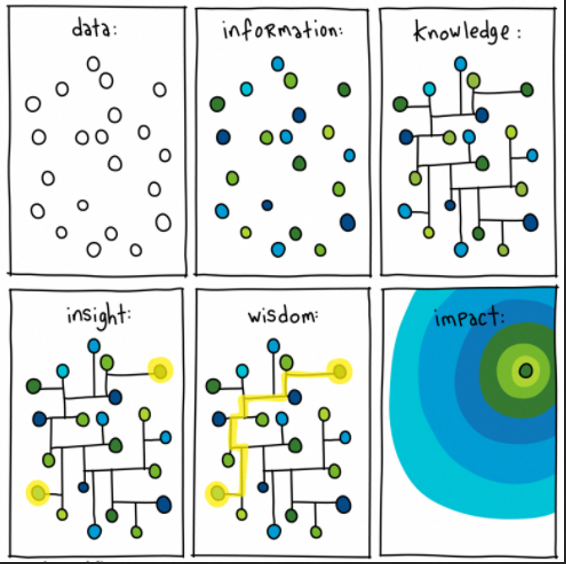 data:
information:
knowledge:
insight:
wisdom:
impact: